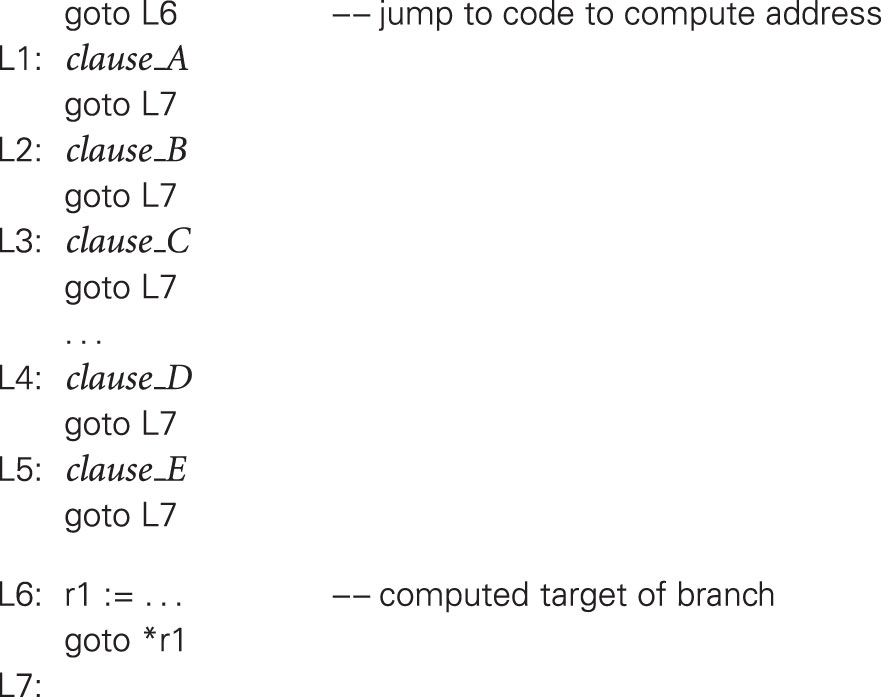 goto L6 –– jump to code to compute address
L1: clause_A
goto L7
L2: clause_B
goto L7
L3: clause_C
goto L7
...
L4: clause_D
goto L7
L5: clause_E
goto L7
L6: r1 := ... –– computed target of branch
goto *r1
L7: